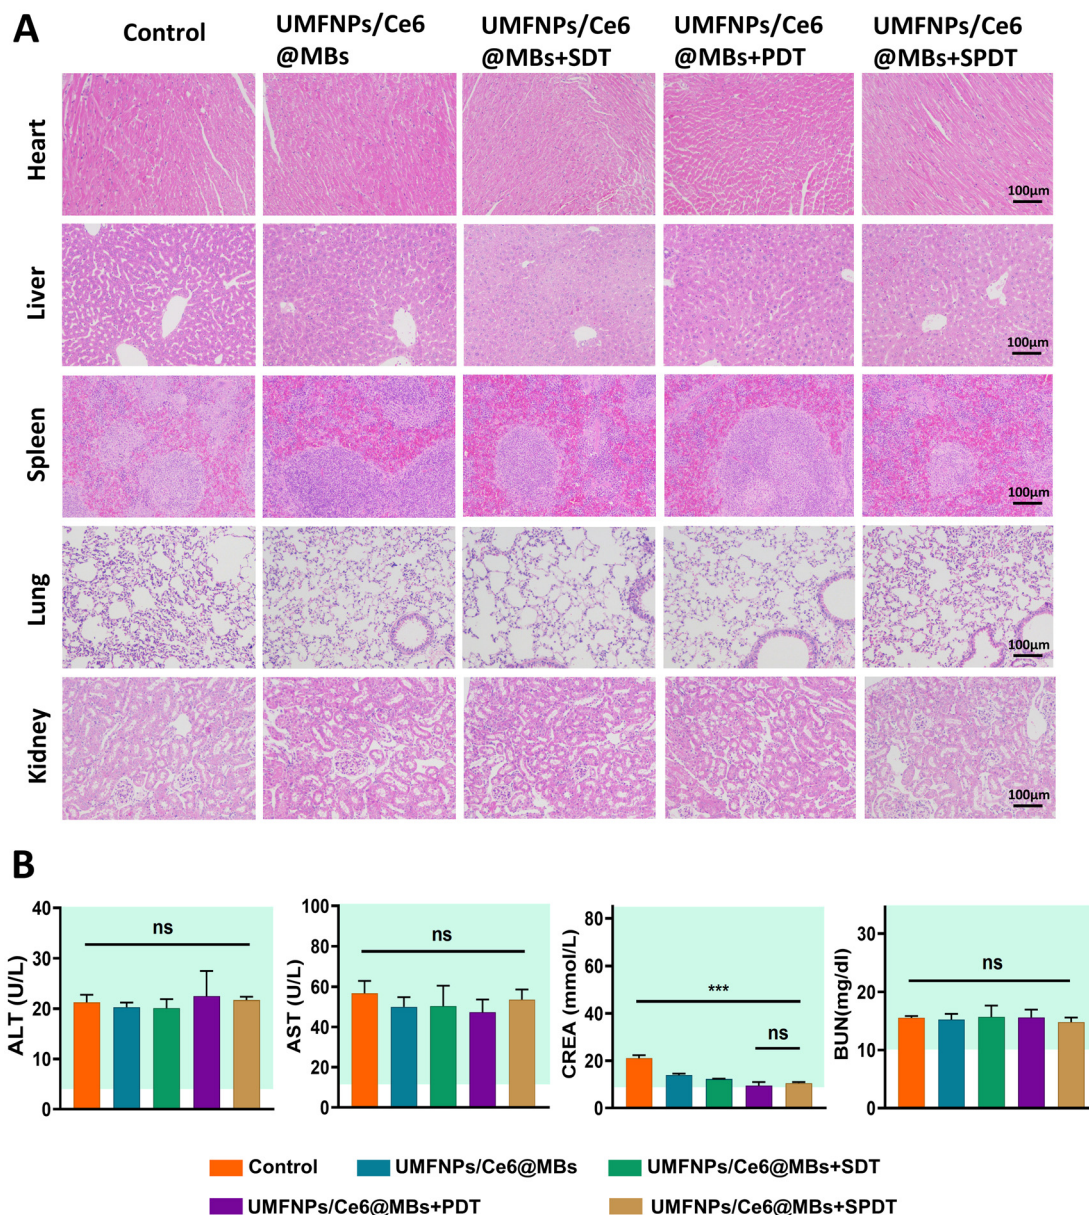 A
Control
UMFNPs/Ce6
@MBs
UMFNPs/Ce6
@MBs+SDT
UMFNPs/Ce6
@MBs+PDT
UMFNPs/Ce6
@MBs+SPDT
Heart
100μm
Liver
100μm
Spleen
100μm
Lung
100μm
Kidney
100μm
B
ALT (U/L)
40
30
20
10
0
ns
AST (U/L)
100
80
60
40
20
0
ns
CREA (mmol/L)
80
60
40
20
0
***
ns
BUN(mg/dl)
30
20
10
0
ns
Control
UMFNPs/Ce6@MBs
UMFNPs/Ce6@MBs+SDT
UMFNPs/Ce6@MBs+PDT
UMFNPs/Ce6@MBs+SPDT